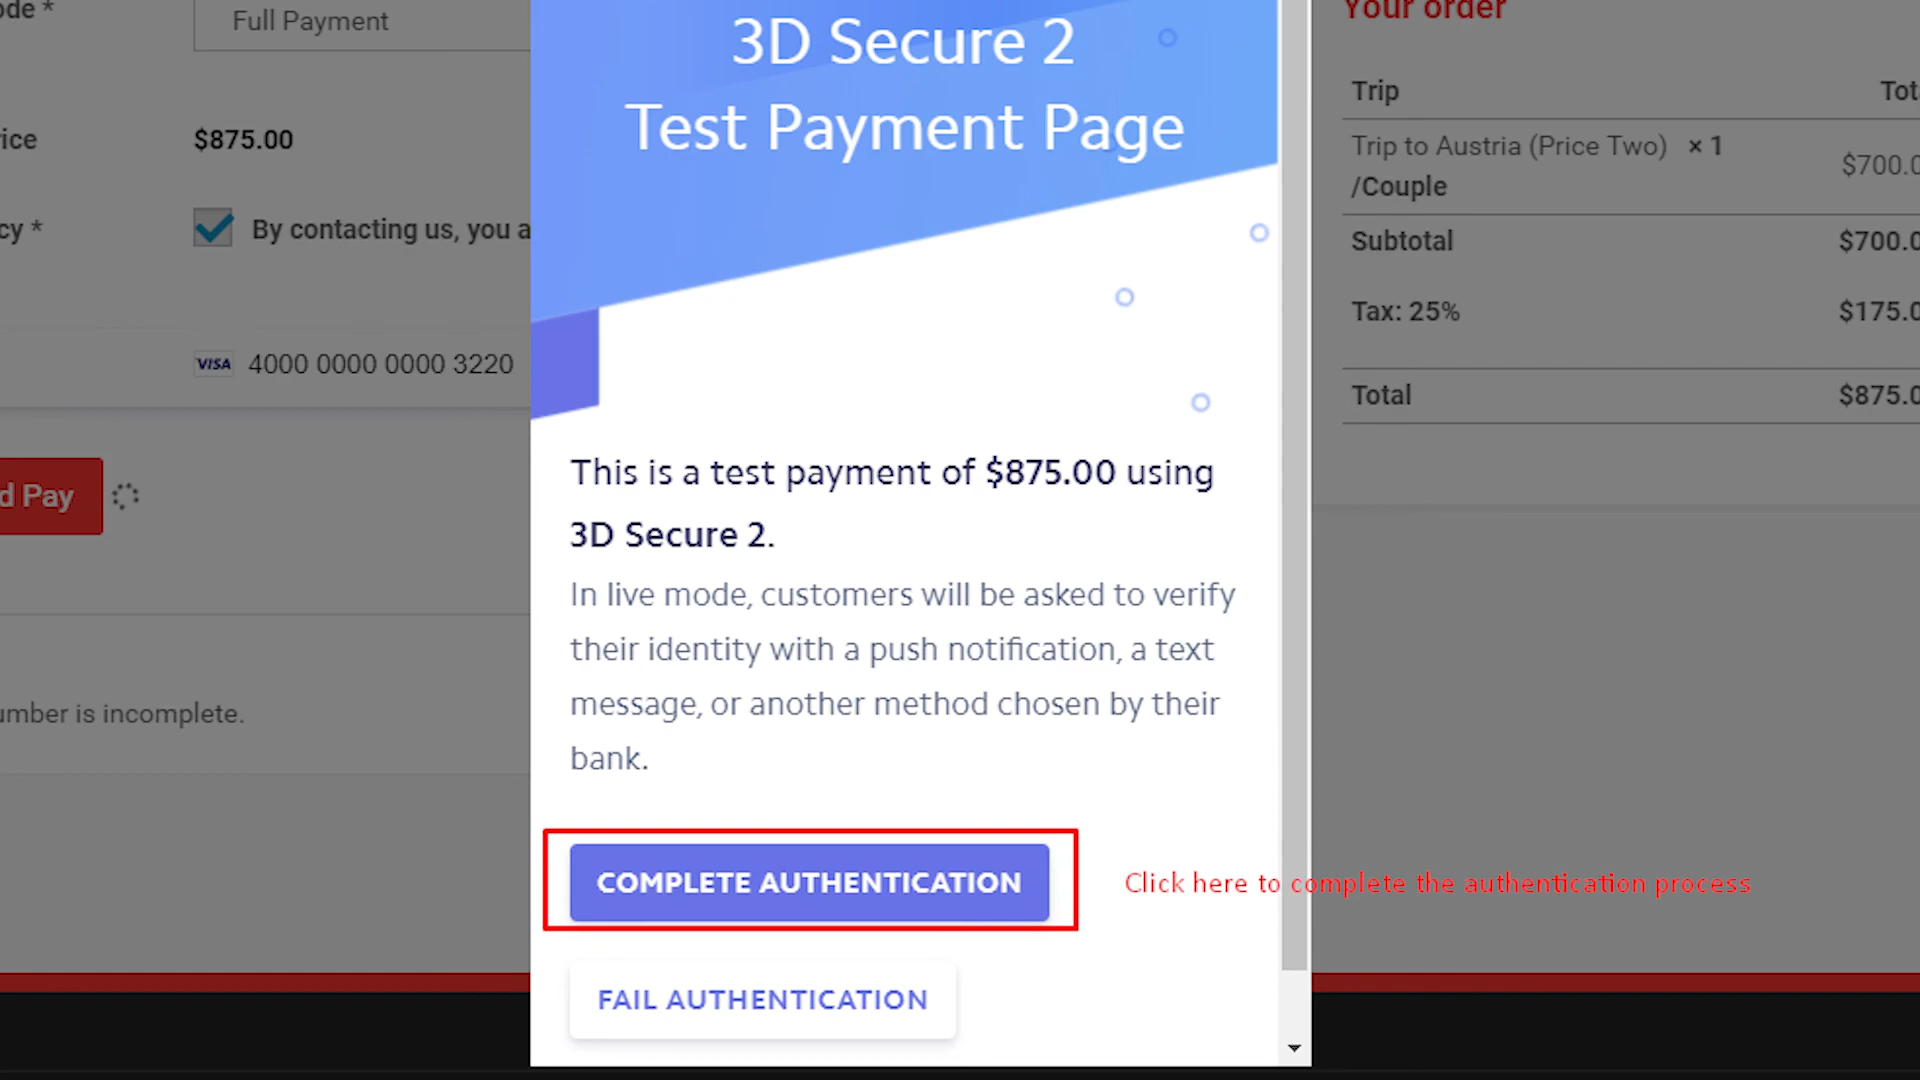 ode *
Full Payment
rice
$875.00
cy *
By contacting us, you a
VISA
4000 0000 0000 3220
d Pay
umber is incomplete.
3D Secure 2
Test Payment Page
This is a test payment of $875.00 using
3D Secure 2.
In live mode, customers will be asked to verify
their identity with a push notification, a text
message, or another method chosen by their
bank.
COMPLETE AUTHENTICATION
Click here to complete the authentication process
FAIL AUTHENTICATION
Your order
Trip Tota
Trip to Austria (Price Two) × 1 $700.0
/Couple
Subtotal $700.0
Tax: 25% $175.0
Total $875.0